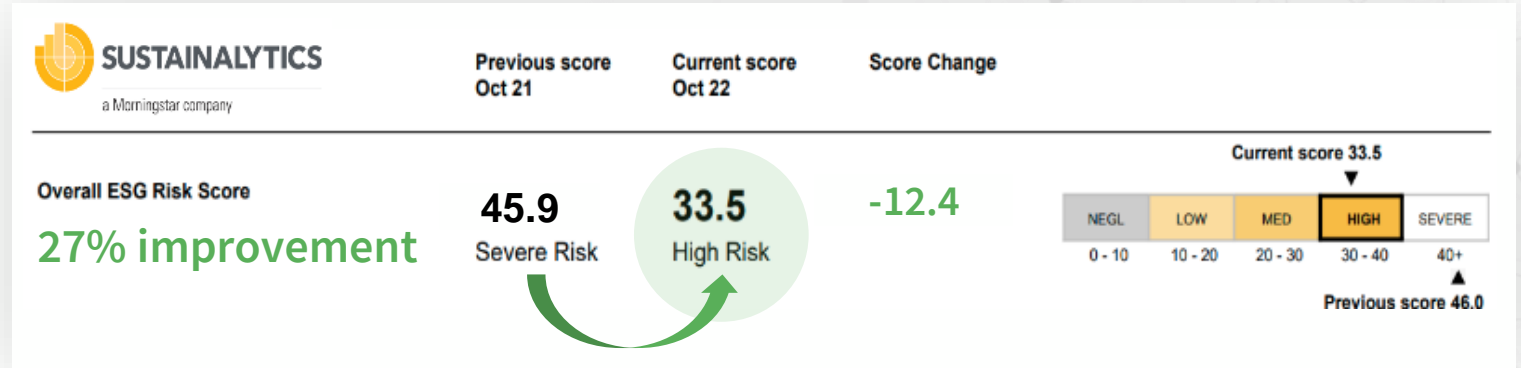 SUSTAINALYTICS
a Morningstar company
Previous score
Oct 21
Current score
Oct 22
Score Change
Overall ESG Risk Score
27% improvement
45.9
Severe Risk
33.5
High Risk
-12.4
Current score 33.5
NEGL LOW MED HIGH SEVERE
0 - 10 10 - 20 20 - 30 30 - 40 40+
Previous score 46.0